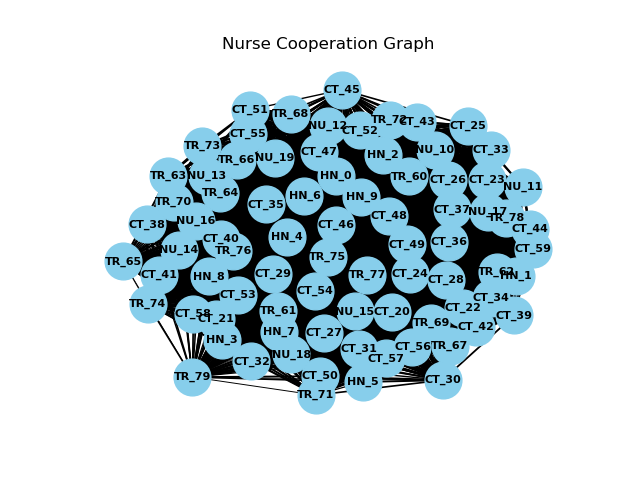 Nurse Cooperation Graph
CT_45
CT_51
TR_68
TR_72
CT_43
CT_25
NU_12
CT_52
CT_55
TR_73
CT_47
HN_2
NU_10
CT_33
TR_66
NU_19
TR_63
NU_13
HN_0
TR_60
CT_26
CT_23
NU_11
TR_64
HN_6
HN_9
TR_70
CT_35
CT_37
NU_17
TR_78
CT_38
NU_16
CT_46
CT_48
CT_44
CT_40
HN_4
CT_49
CT_36
CT_59
NU_14
TR_76
TR_65
TR_75
CT_41
HN_8
CT_29
TR_77
CT_24
CT_28
TR_62
HN_1
CT_53
CT_54
CT_34
TR_74
CT_58
CT_21
TR_61
NU_15
CT_20
CT_22
CT_39
TR_69
CT_42
HN_3
HN_7
CT_27
CT_32
NU_18
CT_31
CT_57
CT_56
TR_67
TR_79
CT_50
HN_5
CT_30
TR_71